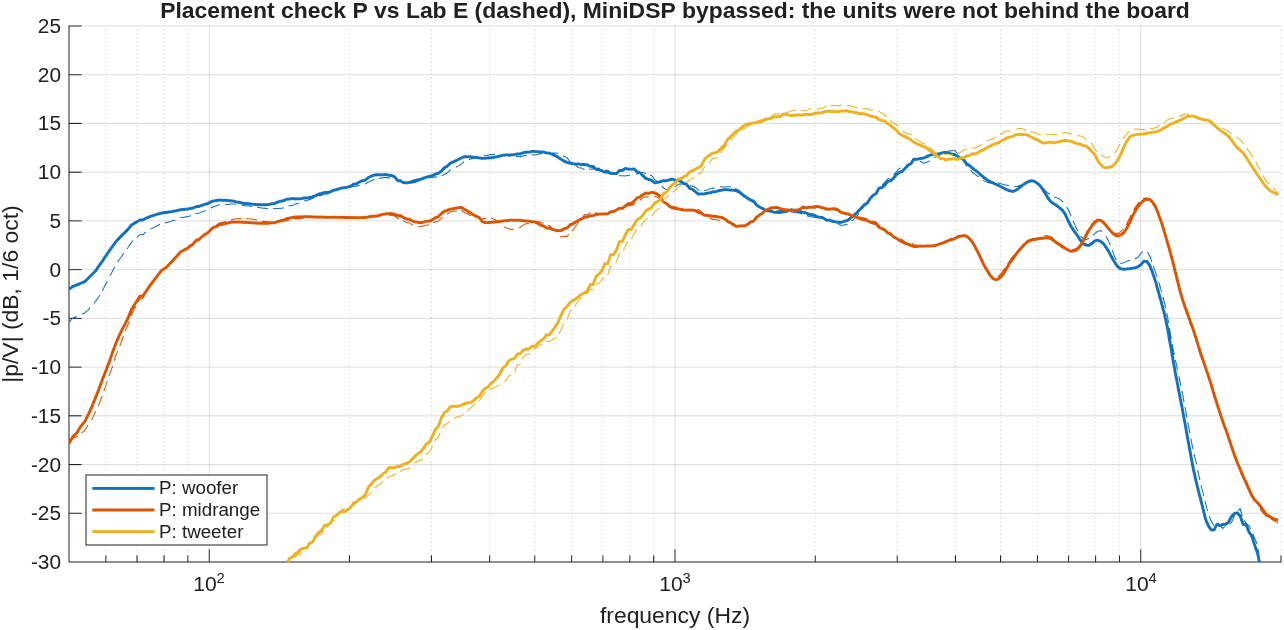 Placement check P vs Lab E (dashed), MiniDSP bypassed: the units were not behind the board
|p/V| (dB, 1/6 oct)
25
20
15
10
5
0
-5
-10
-15
-20
-25
-30
P: woofer
P: midrange
P: tweeter
10²
10³
10⁴
frequency (Hz)